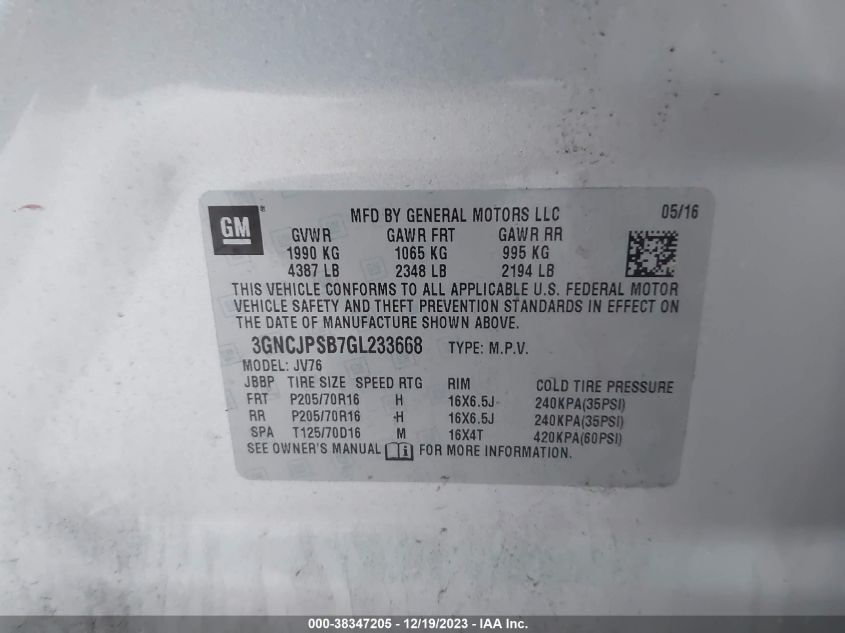 GM
®
MFD BY GENERAL MOTORS LLC 05/16
GVWR GAWR FRT GAWR RR
1990 KG 1065 KG 995 KG
4387 LB 2348 LB 2194 LB
THIS VEHICLE CONFORMS TO ALL APPLICABLE U.S. FEDERAL MOTOR
VEHICLE SAFETY AND THEFT PREVENTION STANDARDS IN EFFECT ON
THE DATE OF MANUFACTURE SHOWN ABOVE.
3GNCJPSB7GL233668 TYPE: M.P.V.
MODEL: JV76
JBBP TIRE SIZE SPEED RTG RIM COLD TIRE PRESSURE
FRT P205/70R16 H 16X6.5J 240KPA(35PSI)
RR P205/70R16 H 16X6.5J 240KPA(35PSI)
SPA T125/70D16 M 16X4T 420KPA(60PSI)
SEE OWNER'S MANUAL FOR MORE INFORMATION.
000-38347205 - 12/19/2023 - IAA Inc.